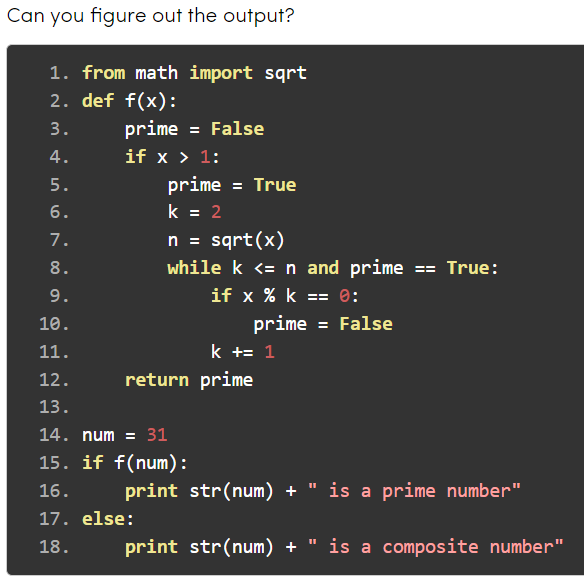 Can you figure out the output?
1. from math import sqrt
2. def f(x):
3.     prime = False
4.     if x > 1:
5.         prime = True
6.         k = 2
7.         n = sqrt(x)
8.         while k <= n and prime == True:
9.             if x % k == 0:
10.                 prime = False
11.             k += 1
12.     return prime
13.
14. num = 31
15. if f(num):
16.     print str(num) + " is a prime number"
17. else:
18.     print str(num) + " is a composite number"